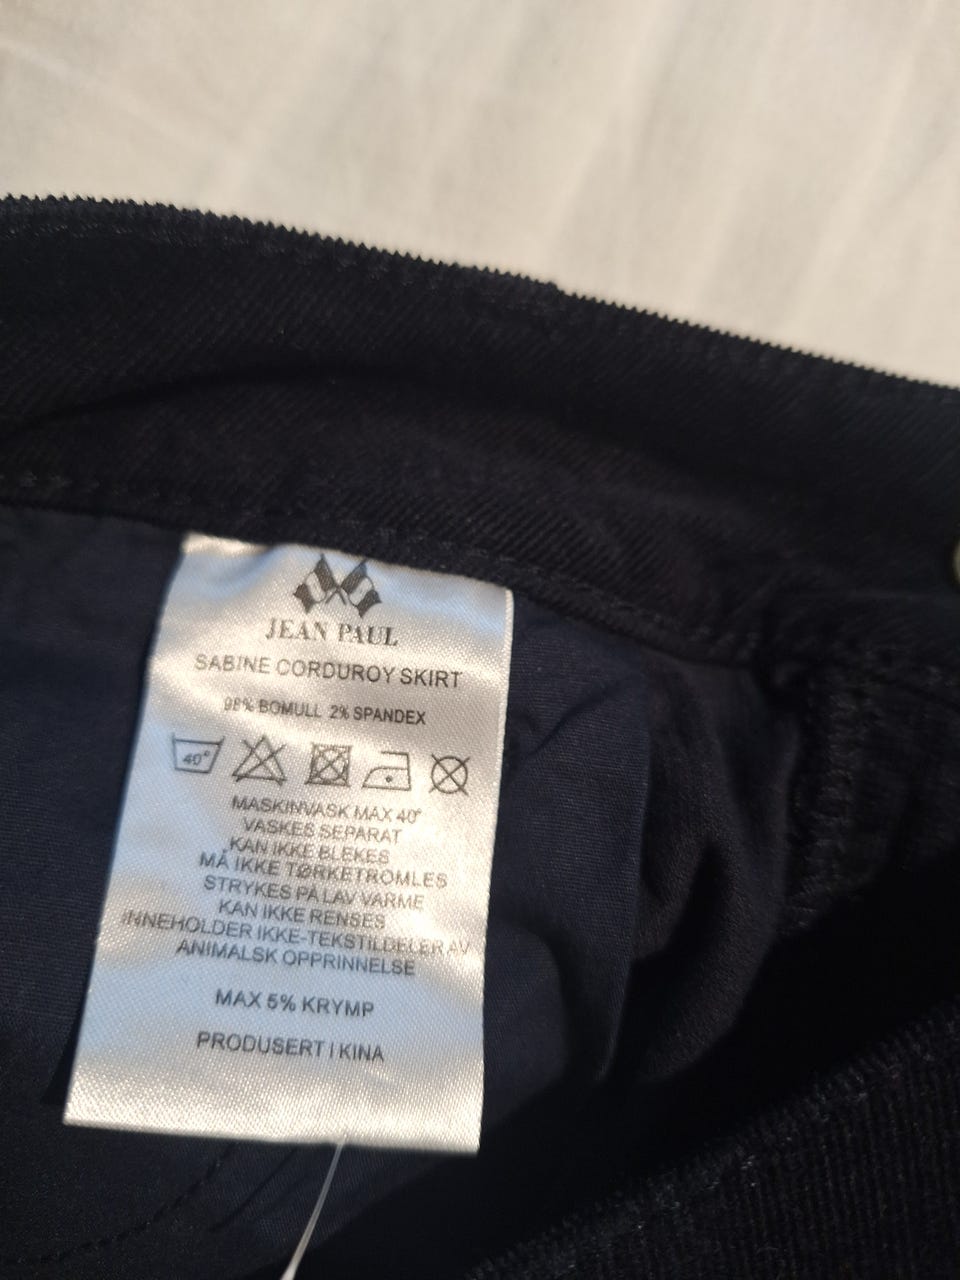 JEAN PAUL
SABINE CORDUROY SKIRT
98% BOMULL 2% SPANDEX
40°
MASKINVASK MAX 40°
VASKES SEPARAT
KAN IKKE BLEKES
MÅ IKKE TØRKETROMLES
STRYKES PÅ LAV VARME
KAN IKKE RENSES
INNEHOLDER IKKE-TEKSTILDELER AV
ANIMALSK OPPRINNELSE
MAX 5% KRYMP
PRODUSERT I KINA